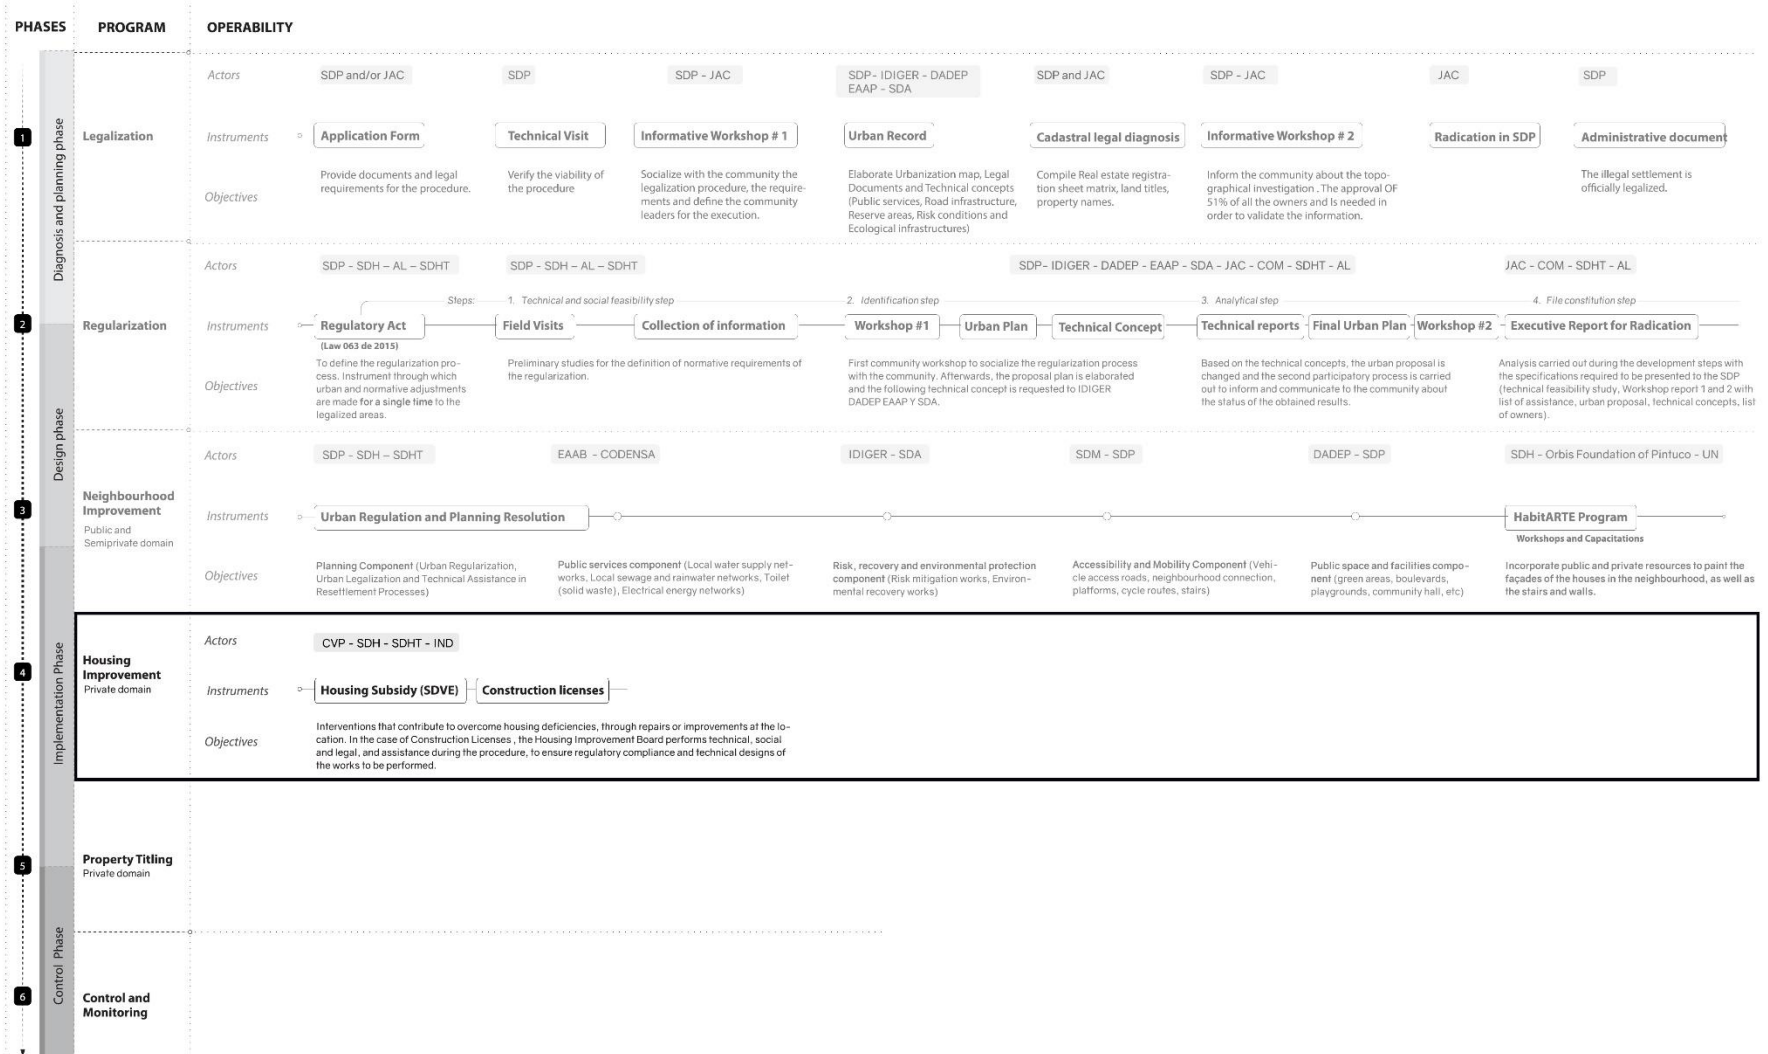 PHASES PROGRAM OPERABILITY
Diagnosis and planning phase
Design phase
Implementation Phase
Control Phase
1
Legalization
Actors
SDP and/or JAC
SDP
SDP - JAC
SDP- IDIGER - DADEP
EAAP - SDA
SDP and JAC
SDP - JAC
JAC
SDP
Instruments
Application Form
Technical Visit
Informative Workshop # 1
Urban Record
Cadastral legal diagnosis
Informative Workshop # 2
Radication in SDP
Administrative document
Objectives
Provide documents and legal
requirements for the procedure.
Verify the viability of
the procedure
Socialize with the community the
legalization procedure, the require-
ments and define the community
leaders for the execution.
Elaborate Urbanization map, Legal
Documents and Technical concepts
(Public services, Road infrastructure,
Reserve areas, Risk conditions and
Ecological infrastructures)
Compile Real estate registra-
tion sheet matrix, land titles,
property names.
Inform the community about the topo-
graphical investigation . The approval OF
51% of all the owners and Is needed in
order to validate the information.
The illegal settlement is
officially legalized.
2
Regularization
Actors
SDP - SDH – AL – SDHT
SDP - SDH – AL – SDHT
SDP- IDIGER - DADEP - EAAP - SDA - JAC - COM - SDHT - AL
JAC - COM - SDHT - AL
Steps:
1. Technical and social feasibility step
2. Identification step
3. Analytical step
4. File constitution step
Instruments
Regulatory Act
(Law 063 de 2015)
Field Visits
Collection of information
Workshop #1
Urban Plan
Technical Concept
Technical reports
Final Urban Plan
Workshop #2
Executive Report for Radication
Objectives
To define the regularization pro-
cess. Instrument through which
urban and normative adjustments
are made for a single time to the
legalized areas.
Preliminary studies for the definition of normative requirements of
the regularization.
First community workshop to socialize the regularization process
with the community. Afterwards, the proposal plan is elaborated
and the following technical concept is requested to IDIGER
DADEP EAAP Y SDA.
Based on the technical concepts, the urban proposal is
changed and the second participatory process is carried
out to inform and communicate to the community about
the status of the obtained results.
Analysis carried out during the development steps with
the specifications required to be presented to the SDP
(technical feasibility study, Workshop report 1 and 2 with
list of assistance, urban proposal, technical concepts, list
of owners).
3
Neighbourhood
Improvement
Public and
Semiprivate domain
Actors
SDP - SDH – SDHT
EAAB - CODENSA
IDIGER - SDA
SDM - SDP
DADEP - SDP
SDH - Orbis Foundation of Pintuco - UN
Instruments
Urban Regulation and Planning Resolution
HabitARTE Program
Workshops and Capacitations
Objectives
Planning Component (Urban Regularization,
Urban Legalization and Technical Assistance in
Resettlement Processes)
Public services component (Local water supply net-
works, Local sewage and rainwater networks, Toilet
(solid waste), Electrical energy networks)
Risk, recovery and environmental protection
component (Risk mitigation works, Environ-
mental recovery works)
Accessibility and Mobility Component (Vehi-
cle access roads, neighbourhood connection,
platforms, cycle routes, stairs)
Public space and facilities compo-
nent (green areas, boulevards,
playgrounds, community hall, etc)
Incorporate public and private resources to paint the
façades of the houses in the neighbourhood, as well as
the stairs and walls.
4
Housing
Improvement
Private domain
Actors
CVP - SDH - SDHT - IND
Instruments
Housing Subsidy (SDVE)
Construction licenses
Objectives
Interventions that contribute to overcome housing deficiencies, through repairs or improvements at the lo-
cation. In the case of Construction Licenses , the Housing Improvement Board performs technical, social
and legal, and assistance during the procedure, to ensure regulatory compliance and technical designs of
the works to be performed.
5
Property Titling
Private domain
6
Control and
Monitoring